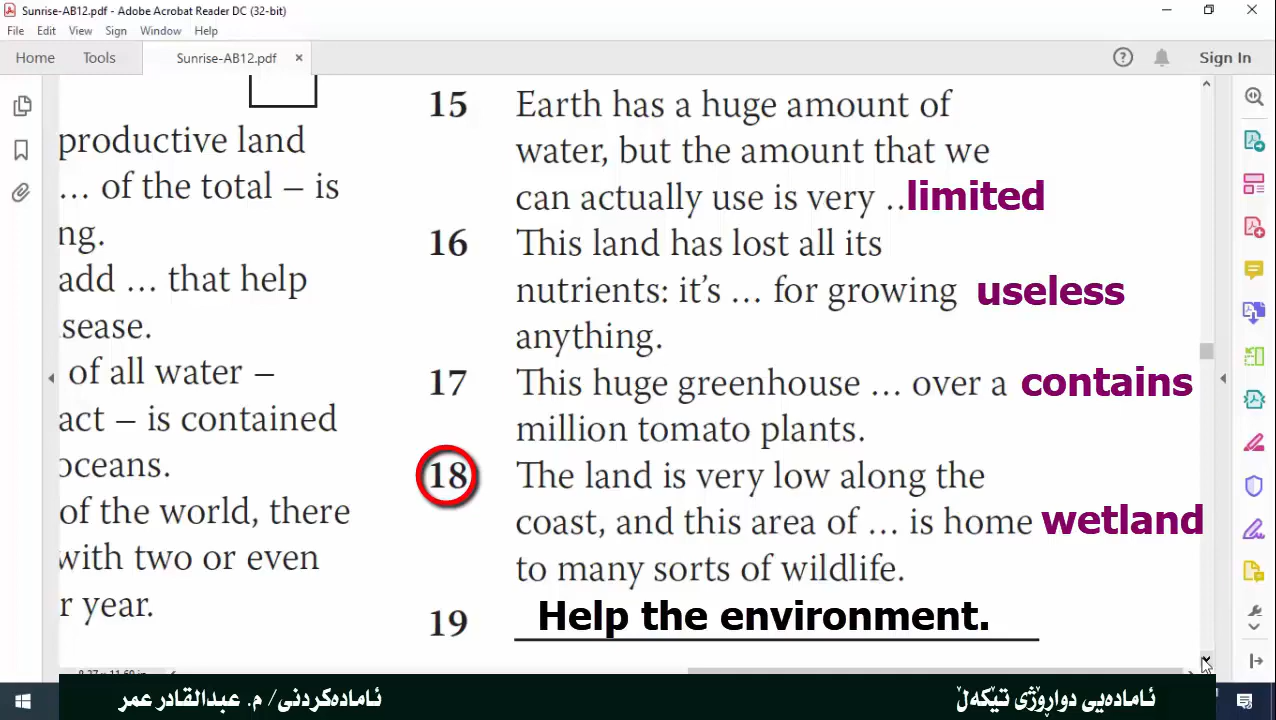 Sunrise-AB12.pdf - Adobe Acrobat Reader DC (32-bit)
File Edit View Sign Window Help
Home Tools Sunrise-AB12.pdf Sign In
productive land
… of the total – is
ng.
add … that help
sease.
of all water –
act – is contained
oceans.
of the world, there
with two or even
r year.
15 Earth has a huge amount of
water, but the amount that we
can actually use is very .. limited
16 This land has lost all its
nutrients: it's … for growing useless
anything.
17 This huge greenhouse … over a contains
million tomato plants.
18 The land is very low along the
coast, and this area of … is home wetland
to many sorts of wildlife.
19 Help the environment.
8.27 x 11.69 in
ئامادەیی دواڕۆژی تێکەڵ
ئامادەکردنی/ م. عبدالقادر عمر